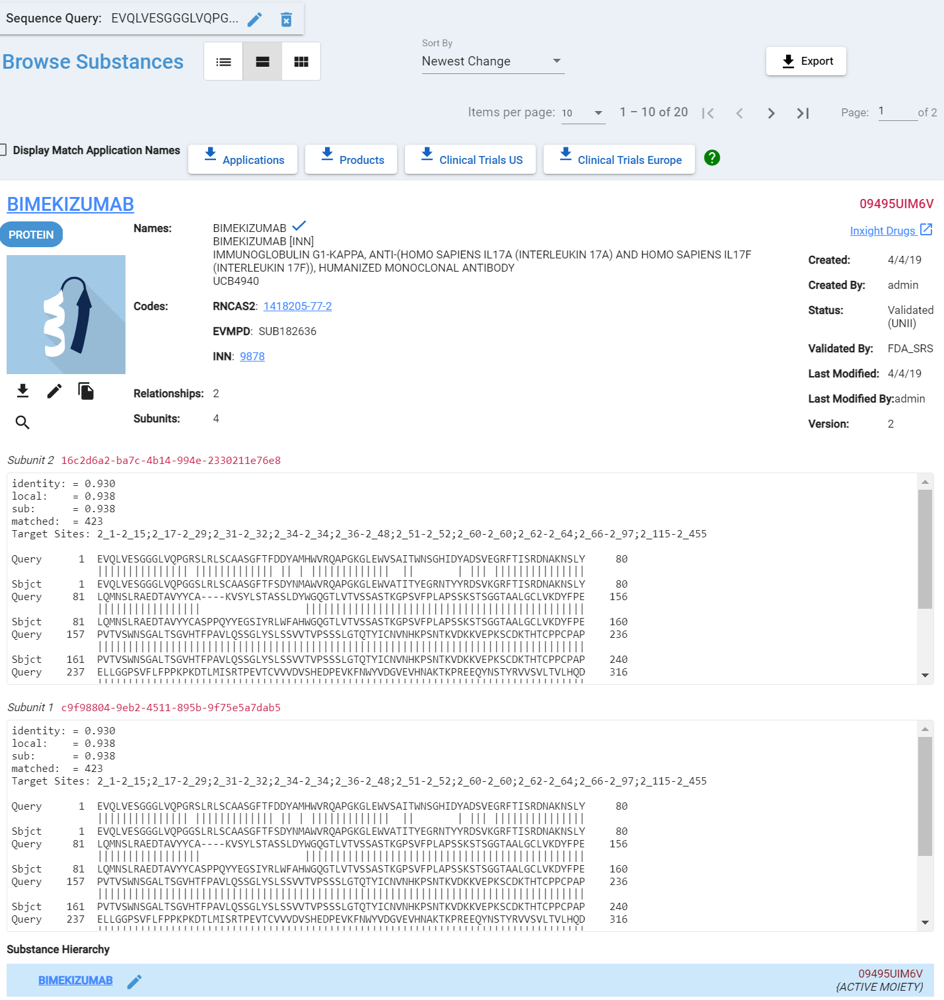 Sequence Query: EVQLVESGGGLVQPG...
Browse Substances
Sort By
Newest Change
Export
Items per page: 10 1 – 10 of 20 Page: 1 of 2
Display Match Application Names Applications Products Clinical Trials US Clinical Trials Europe ?
BIMEKIZUMAB 09495UIM6V
PROTEIN
Names: BIMEKIZUMAB
BIMEKIZUMAB [INN]
IMMUNOGLOBULIN G1-KAPPA, ANTI-(HOMO SAPIENS IL17A (INTERLEUKIN 17A) AND HOMO SAPIENS IL17F
(INTERLEUKIN 17F)), HUMANIZED MONOCLONAL ANTIBODY
UCB4940
Codes: RNCAS2: 1418205-77-2
EVMPD: SUB182636
INN: 9878
Relationships: 2
Subunits: 4
Inxight Drugs
Created: 4/4/19
Created By: admin
Status: Validated
(UNII)
Validated By: FDA_SRS
Last Modified: 4/4/19
Last Modified By:admin
Version: 2
Subunit 2 16c2d6a2-ba7c-4b14-994e-2330211e76e8
identity: = 0.930
local: = 0.938
sub: = 0.938
matched: = 423
Target Sites: 2_1-2_15;2_17-2_29;2_31-2_32;2_34-2_34;2_36-2_48;2_51-2_52;2_60-2_60;2_62-2_64;2_66-2_97;2_115-2_455
Query 1 EVQLVESGGGLVQPGRSLRLSCAASGFTFDDYAMHWVRQAPGKGLEWVSAITWNSGHIDYADSVEGRFTISRDNAKNSLY 80
||||||||||||||| ||||||||||||| || | |||||||||||||  ||       | ||| |||||||||||||||
Sbjct 1 EVQLVESGGGLVQPGGSLRLSCAASGFTFSDYNMAWVRQAPGKGLEWVATITYEGRNTYYRDSVKGRFTISRDNAKNSLY 80
Query 81 LQMNSLRAEDTAVYYCA----KVSYLSTASSLDYWGQGTLVTVSSASTKGPSVFPLAPSSKSTSGGTAALGCLVKDYFPE 156
|||||||||||||||||                 ||||||||||||||||||||||||||||||||||||||||||||||
Sbjct 81 LQMNSLRAEDTAVYYCASPPQYYEGSIYRLWFAHWGQGTLVTVSSASTKGPSVFPLAPSSKSTSGGTAALGCLVKDYFPE 160
Query 157 PVTVSWNSGALTSGVHTFPAVLQSSGLYSLSSVVTVPSSSLGTQTYICNVNHKPSNTKVDKKVEPKSCDKTHTCPPCPAP 236
||||||||||||||||||||||||||||||||||||||||||||||||||||||||||||||||||||||||||||||||
Sbjct 161 PVTVSWNSGALTSGVHTFPAVLQSSGLYSLSSVVTVPSSSLGTQTYICNVNHKPSNTKVDKKVEPKSCDKTHTCPPCPAP 240
Query 237 ELLGGPSVFLFPPKPKDTLMISRTPEVTCVVVDVSHEDPEVKFNWYVDGVEVHNAKTKPREEQYNSTYRVVSVLTVLHQD 316
||||||||||||||||||||||||||||||||||||||||||||||||||||||||||||||||||||||||||||||||
Subunit 1 c9f98804-9eb2-4511-895b-9f75e5a7dab5
identity: = 0.930
local: = 0.938
sub: = 0.938
matched: = 423
Target Sites: 2_1-2_15;2_17-2_29;2_31-2_32;2_34-2_34;2_36-2_48;2_51-2_52;2_60-2_60;2_62-2_64;2_66-2_97;2_115-2_455
Query 1 EVQLVESGGGLVQPGRSLRLSCAASGFTFDDYAMHWVRQAPGKGLEWVSAITWNSGHIDYADSVEGRFTISRDNAKNSLY 80
||||||||||||||| ||||||||||||| || | |||||||||||||  ||       | ||| |||||||||||||||
Sbjct 1 EVQLVESGGGLVQPGGSLRLSCAASGFTFSDYNMAWVRQAPGKGLEWVATITYEGRNTYYRDSVKGRFTISRDNAKNSLY 80
Query 81 LQMNSLRAEDTAVYYCA----KVSYLSTASSLDYWGQGTLVTVSSASTKGPSVFPLAPSSKSTSGGTAALGCLVKDYFPE 156
|||||||||||||||||                 ||||||||||||||||||||||||||||||||||||||||||||||
Sbjct 81 LQMNSLRAEDTAVYYCASPPQYYEGSIYRLWFAHWGQGTLVTVSSASTKGPSVFPLAPSSKSTSGGTAALGCLVKDYFPE 160
Query 157 PVTVSWNSGALTSGVHTFPAVLQSSGLYSLSSVVTVPSSSLGTQTYICNVNHKPSNTKVDKKVEPKSCDKTHTCPPCPAP 236
||||||||||||||||||||||||||||||||||||||||||||||||||||||||||||||||||||||||||||||||
Sbjct 161 PVTVSWNSGALTSGVHTFPAVLQSSGLYSLSSVVTVPSSSLGTQTYICNVNHKPSNTKVDKKVEPKSCDKTHTCPPCPAP 240
Query 237 ELLGGPSVFLFPPKPKDTLMISRTPEVTCVVVDVSHEDPEVKFNWYVDGVEVHNAKTKPREEQYNSTYRVVSVLTVLHQD 316
||||||||||||||||||||||||||||||||||||||||||||||||||||||||||||||||||||||||||||||||
Substance Hierarchy
BIMEKIZUMAB 09495UIM6V
{ACTIVE MOIETY}